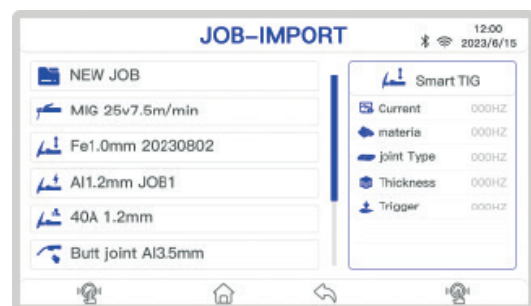 JOB-IMPORT
12:00
2023/6/15
NEW JOB
MIG 25v7.5m/min
Fe1.0mm 20230802
Al1.2mm JOB1
40A 1.2mm
Butt joint Al3.5mm
Smart TIG
Current 000HZ
materia 000HZ
joint Type 000HZ
Thickness 000HZ
Trigger 000HZ